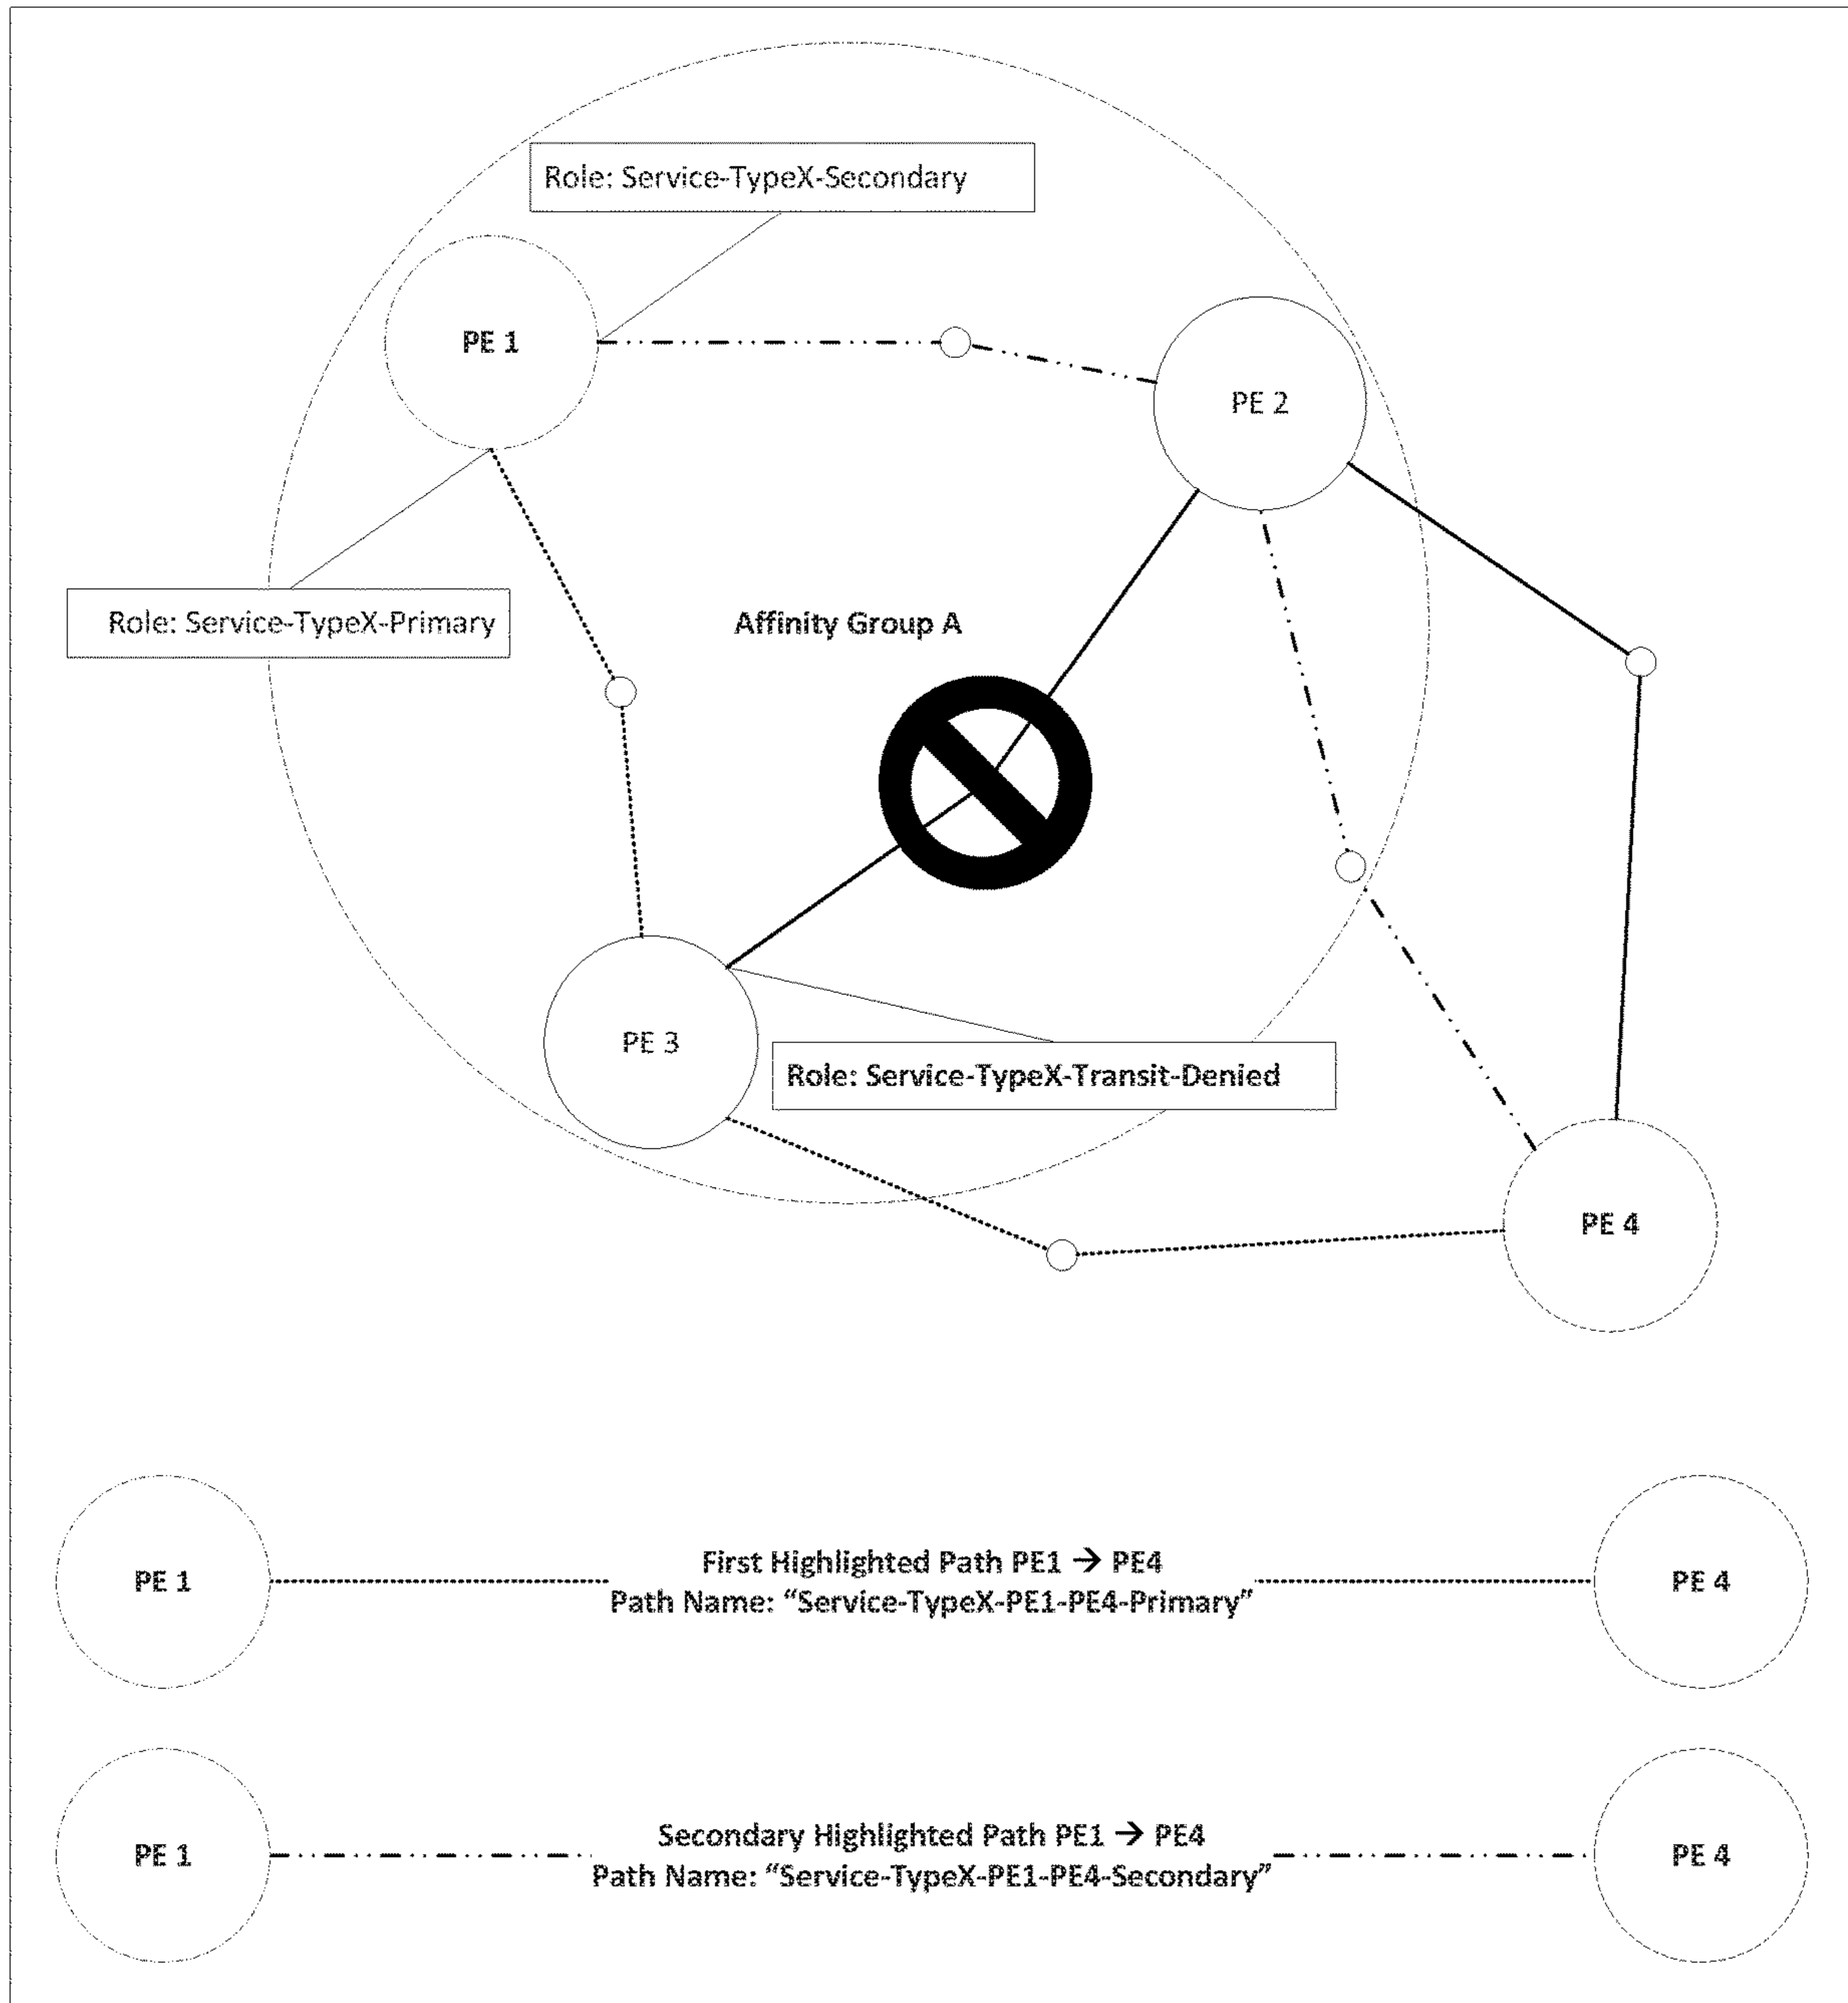 Role: Service-TypeX-Secondary
PE 1
PE 2
Role: Service-TypeX-Primary
Affinity Group A
PE 3
Role: Service-TypeX-Transit-Denied
PE 4
PE 1
First Highlighted Path PE1 → PE4
Path Name: “Service-TypeX-PE1-PE4-Primary”
PE 4
PE 1
Secondary Highlighted Path PE1 → PE4
Path Name: “Service-TypeX-PE1-PE4-Secondary”
PE 4